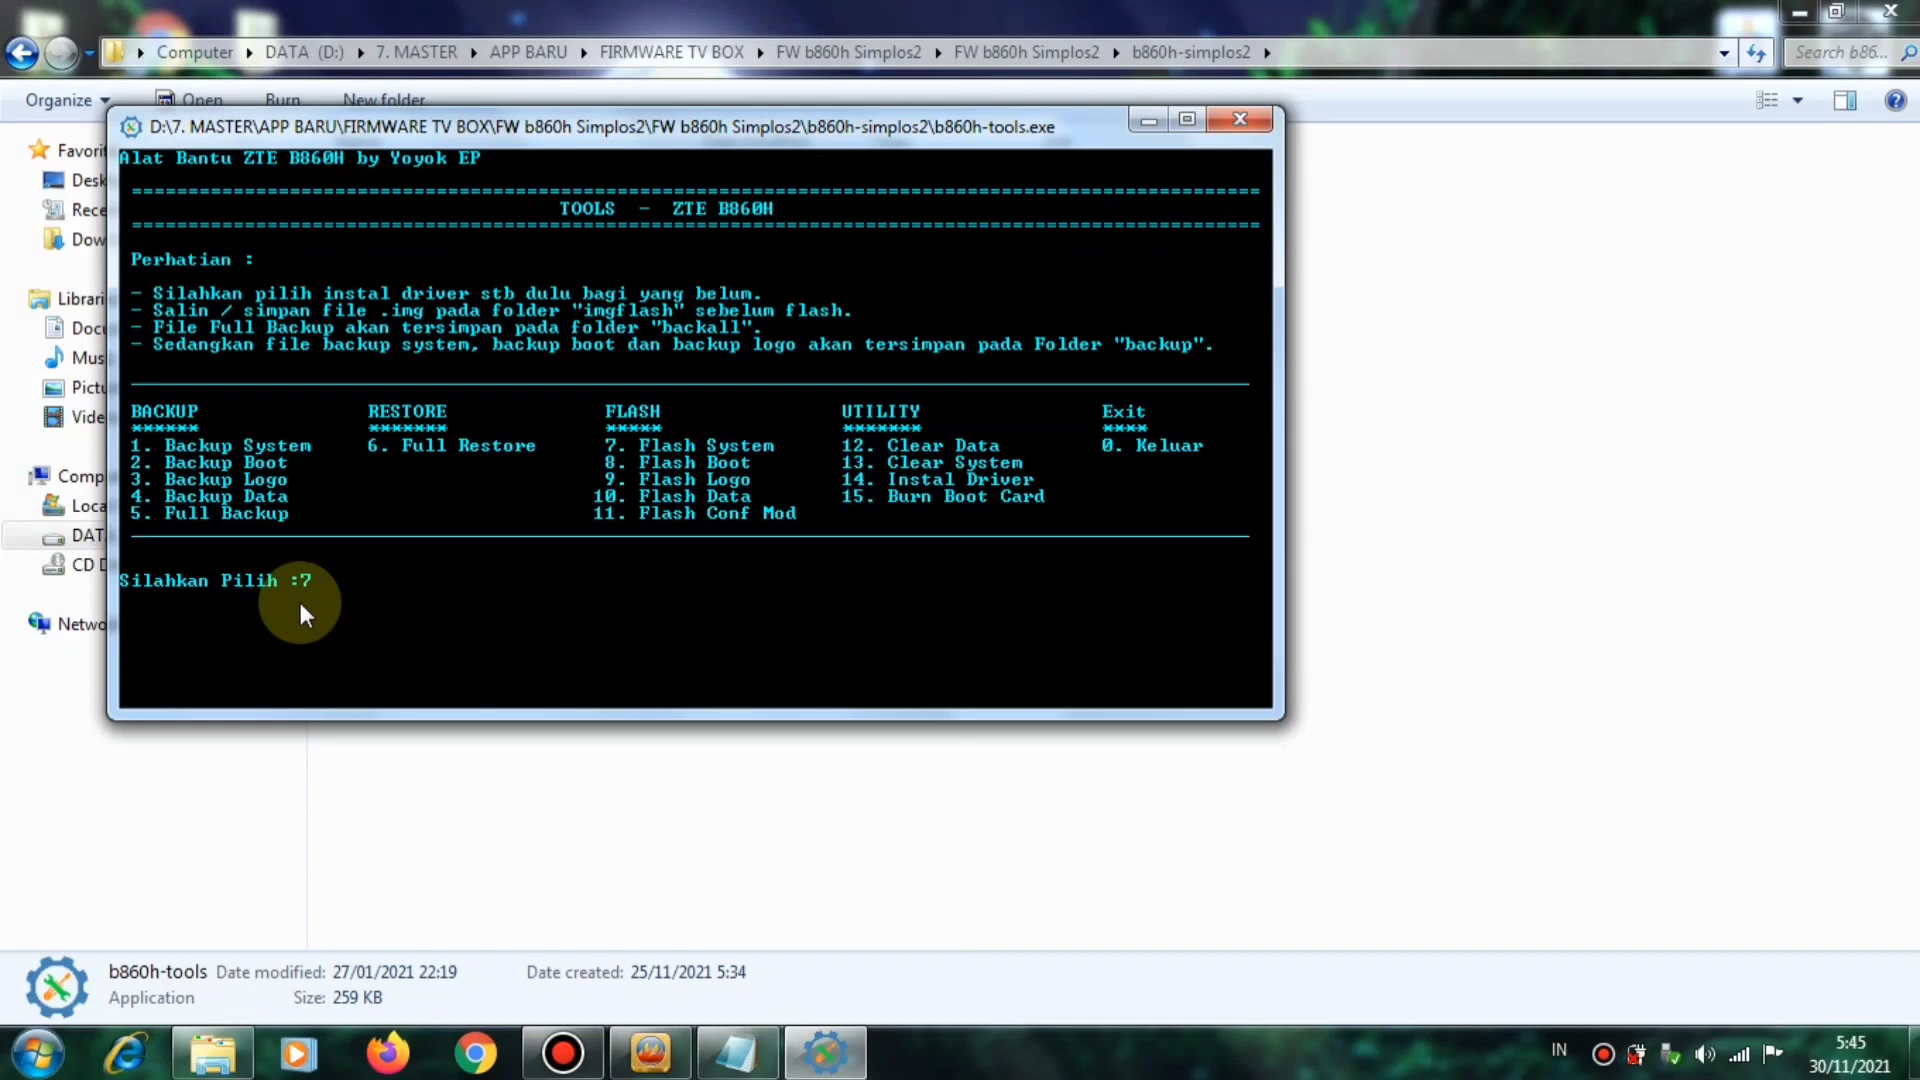 Computer DATA (D:) 7. MASTER APP BARU FIRMWARE TV BOX FW b860h Simplos2 FW b860h Simplos2 b860h-simplos2 Search b86...
Organize Open Burn New folder
D:\7. MASTER\APP BARU\FIRMWARE TV BOX\FW b860h Simplos2\FW b860h Simplos2\b860h-simplos2\b860h-tools.exe
Alat Bantu ZTE B860H by Yoyok EP
====================================================================================================
TOOLS - ZTE B860H
====================================================================================================
Perhatian :
- Silahkan pilih instal driver stb dulu bagi yang belum.
- Salin / simpan file .img pada folder "imgflash" sebelum flash.
- File Full Backup akan tersimpan pada folder "backall".
- Sedangkan file backup system, backup boot dan backup logo akan tersimpan pada Folder "backup".
BACKUP RESTORE FLASH UTILITY Exit
****** ******* ***** ******* ****
1. Backup System 6. Full Restore 7. Flash System 12. Clear Data 0. Keluar
2. Backup Boot 8. Flash Boot 13. Clear System
3. Backup Logo 9. Flash Logo 14. Instal Driver
4. Backup Data 10. Flash Data 15. Burn Boot Card
5. Full Backup 11. Flash Conf Mod
Silahkan Pilih :7
Favorit
Desk
Rece
Dow
Librari
Docu
Mus
Pictu
Vide
Comp
Loca
DAT
CD D
Netwo
b860h-tools Date modified: 27/01/2021 22:19 Date created: 25/11/2021 5:34
Application Size: 259 KB
IN 5:45
30/11/2021